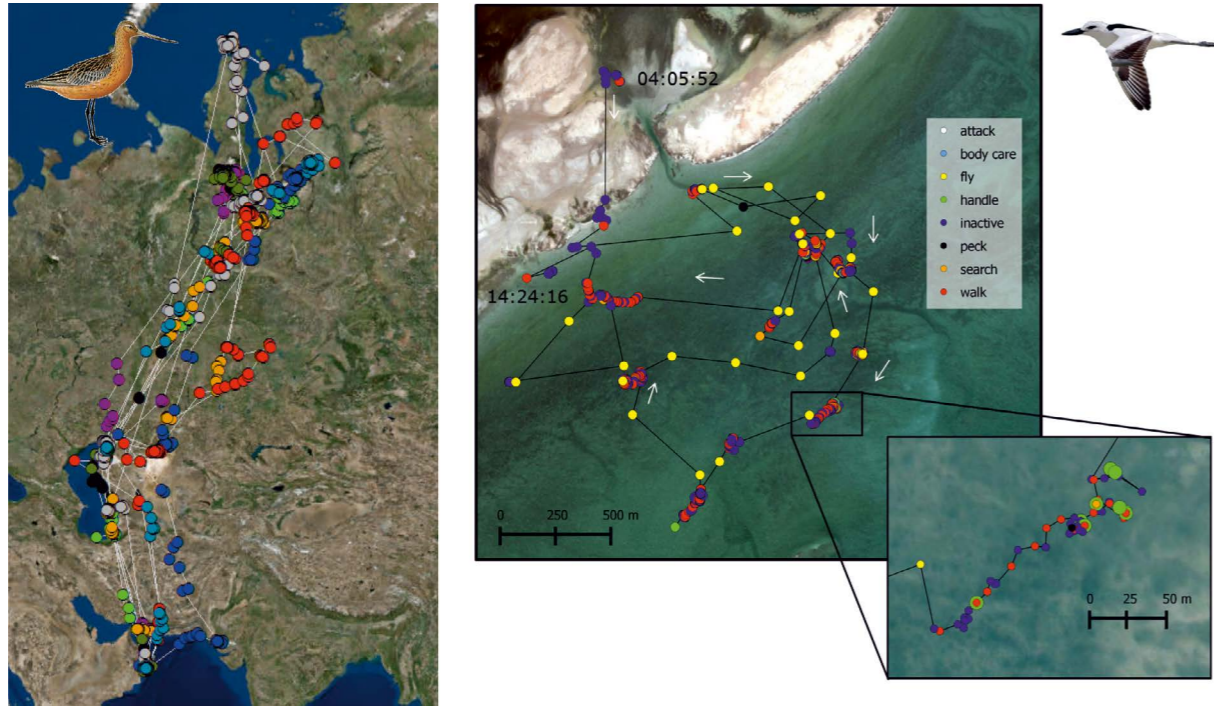 04:05:52
attack
body care
fly
handle
inactive
peck
search
walk
14:24:16
0 250 500 m
0 25 50 m